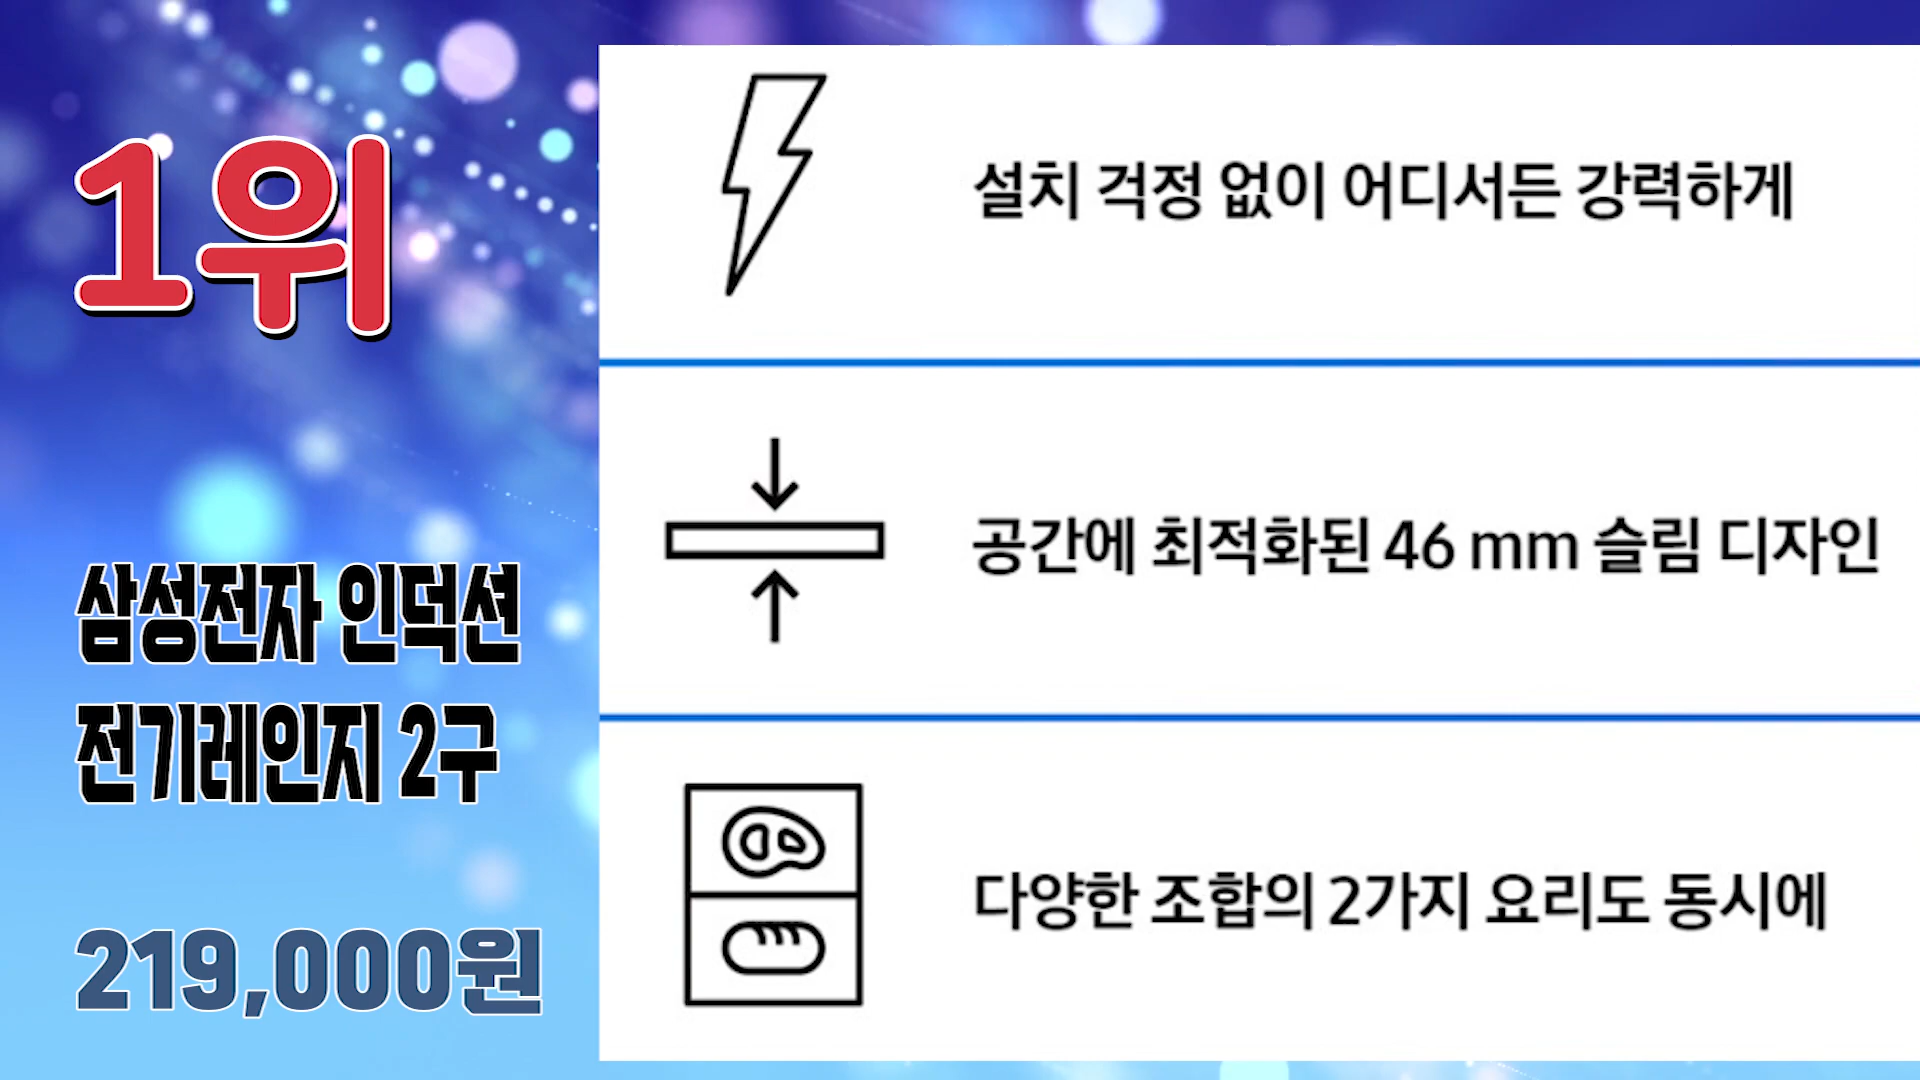 1위
삼성전자 인덕션
전기레인지 2구
219,000원
설치 걱정 없이 어디서든 강력하게
공간에 최적화된 46 mm 슬림 디자인
다양한 조합의 2가지 요리도 동시에